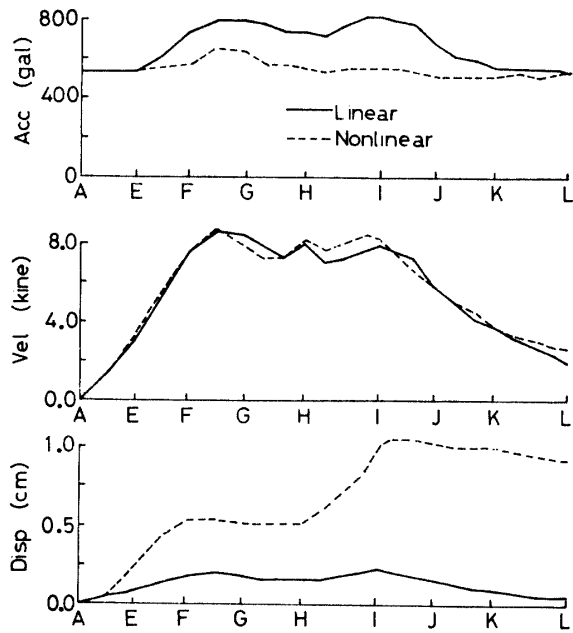 800
400
0
Acc (gal)
Linear
Nonlinear
A E F G H I J K L
8.0
4.0
0.0
Vel (kine)
A E F G H I J K L
1.0
0.5
0.0
Disp (cm)
A E F G H I J K L